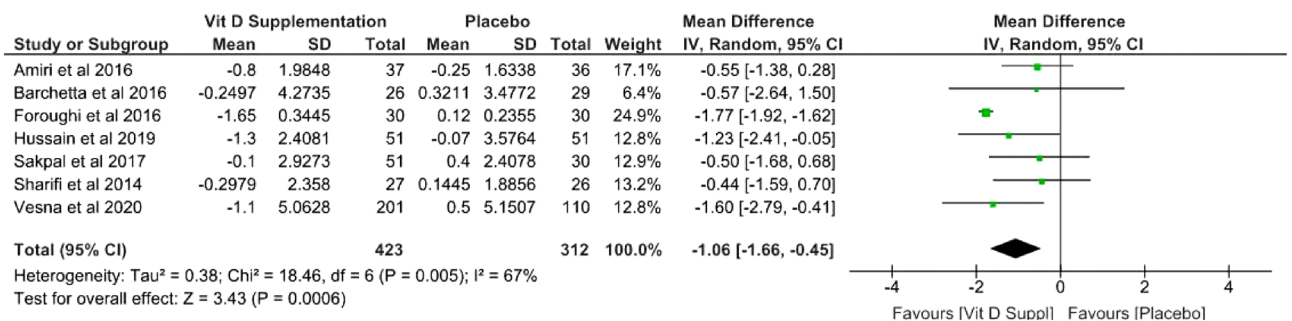 Vit D Supplementation Placebo Mean Difference Mean Difference
Study or Subgroup Mean SD Total Mean SD Total Weight IV, Random, 95% CI IV, Random, 95% CI
Amiri et al 2016 -0.8 1.9848 37 -0.25 1.6338 36 17.1% -0.55 [-1.38, 0.28]
Barchetta et al 2016 -0.2497 4.2735 26 0.3211 3.4772 29 6.4% -0.57 [-2.64, 1.50]
Foroughi et al 2016 -1.65 0.3445 30 0.12 0.2355 30 24.9% -1.77 [-1.92, -1.62]
Hussain et al 2019 -1.3 2.4081 51 -0.07 3.5764 51 12.8% -1.23 [-2.41, -0.05]
Sakpal et al 2017 -0.1 2.9273 51 0.4 2.4078 30 12.9% -0.50 [-1.68, 0.68]
Sharifi et al 2014 -0.2979 2.358 27 0.1445 1.8856 26 13.2% -0.44 [-1.59, 0.70]
Vesna et al 2020 -1.1 5.0628 201 0.5 5.1507 110 12.8% -1.60 [-2.79, -0.41]
Total (95% CI) 423 312 100.0% -1.06 [-1.66, -0.45]
Heterogeneity: Tau² = 0.38; Chi² = 18.46, df = 6 (P = 0.005); I² = 67%
Test for overall effect: Z = 3.43 (P = 0.0006)
-4 -2 0 2 4
Favours [Vit D Suppl] Favours [Placebo]